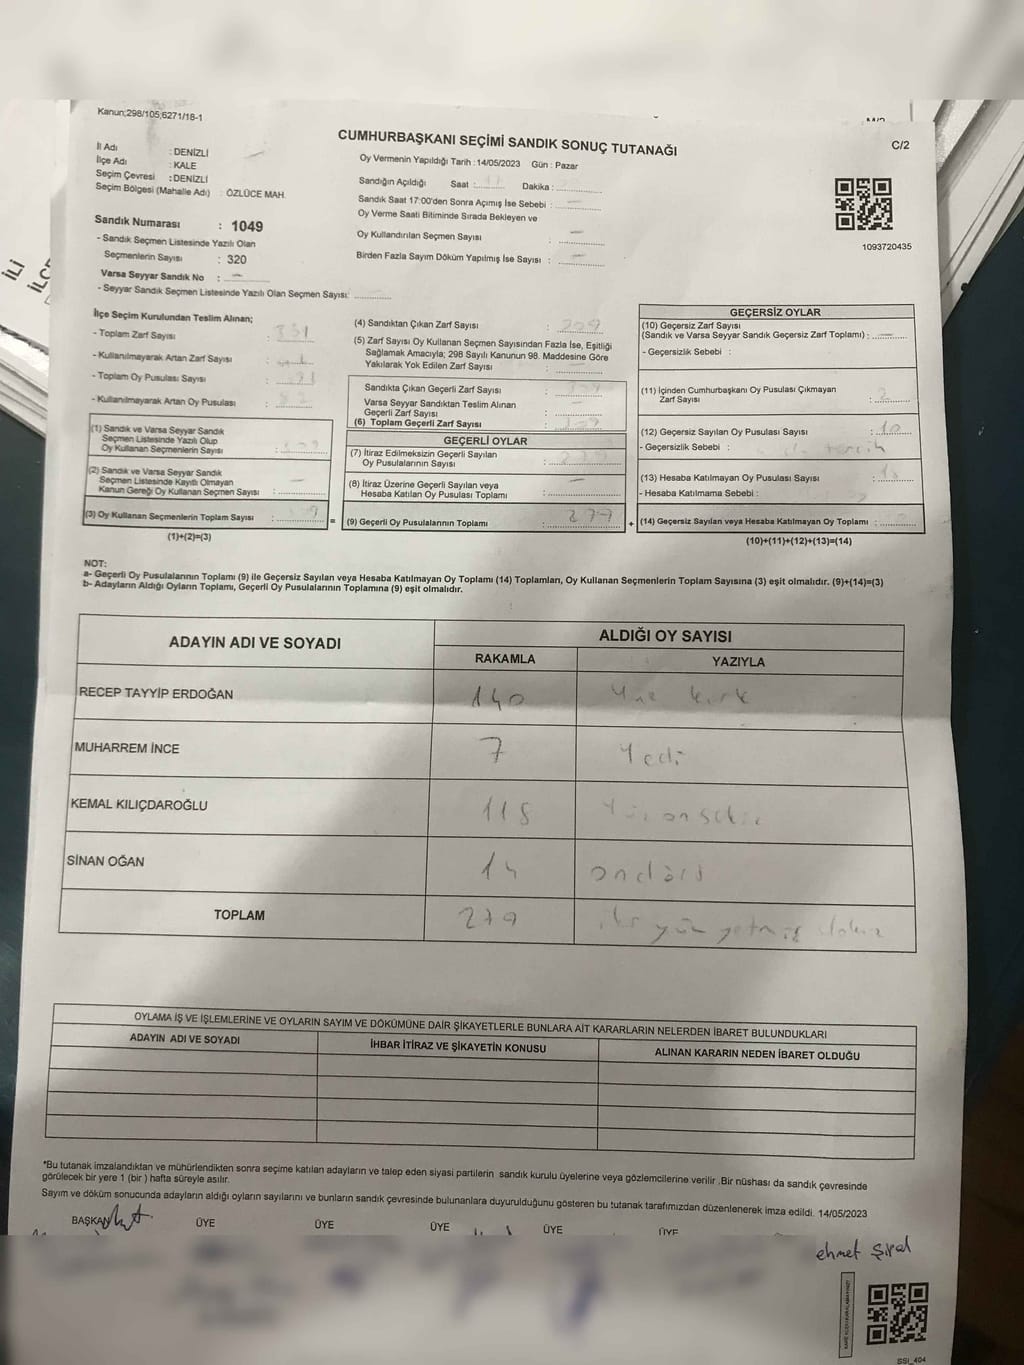 Kanun;298/105;6271/18-1
CUMHURBAŞKANI SEÇİMİ SANDIK SONUÇ TUTANAĞI
C/2
İl Adı : DENİZLİ
İlçe Adı : KALE
Seçim Çevresi : DENİZLİ
Seçim Bölgesi (Mahalle Adı) : ÖZLÜCE MAH.
Oy Vermenin Yapıldığı Tarih : 14/05/2023 Gün : Pazar
Sandığın Açıldığı Saat : Dakika :
Sandık Saat 17:00'den Sonra Açımış İse Sebebi :
Oy Verme Saati Bitiminde Sırada Bekleyen ve
Oy Kullandırılan Seçmen Sayısı
Birden Fazla Sayım Döküm Yapılmış İse Sayısı :
1093720435
Sandık Numarası : 1049
- Sandık Seçmen Listesinde Yazılı Olan
Seçmenlerin Sayısı : 320
Varsa Seyyar Sandık No :
- Seyyar Sandık Seçmen Listesinde Yazılı Olan Seçmen Sayısı:
İLİ
İlçe Seçim Kurulundan Teslim Alınan;
- Toplam Zarf Sayısı : 331
- Kullanılmayarak Artan Zarf Sayısı :
- Toplam Oy Pusulası Sayısı :
- Kullanılmayarak Artan Oy Pusulası :
(1) Sandık ve Varsa Seyyar Sandık
Seçmen Listesinde Yazılı Olup
Oy Kullanan Seçmenlerin Sayısı :
(2) Sandık ve Varsa Seyyar Sandık
Seçmen Listesinde Kayıtlı Olmayan
Kanun Gereği Oy Kullanan Seçmen Sayısı :
(3) Oy Kullanan Seçmenlerin Toplam Sayısı :
(1)+(2)=(3)
(4) Sandıktan Çıkan Zarf Sayısı :
(5) Zarf Sayısı Oy Kullanan Seçmen Sayısından Fazla İse, Eşitliği
Sağlamak Amacıyla; 298 Sayılı Kanunun 98. Maddesine Göre
Yakılarak Yok Edilen Zarf Sayısı :
Sandıkta Çıkan Geçerli Zarf Sayısı :
Varsa Seyyar Sandıktan Teslim Alınan
Geçerli Zarf Sayısı :
(6) Toplam Geçerli Zarf Sayısı :
GEÇERLİ OYLAR
(7) İtiraz Edilmeksizin Geçerli Sayılan
Oy Pusulalarının Sayısı :
(8) İtiraz Üzerine Geçerli Sayılan veya
Hesaba Katılan Oy Pusulası Toplamı :
= (9) Geçerli Oy Pusulalarının Toplamı : 279
GEÇERSİZ OYLAR
(10) Geçersiz Zarf Sayısı
(Sandık ve Varsa Seyyar Sandık Geçersiz Zarf Toplamı) :
- Geçersizlik Sebebi :
(11) İçinden Cumhurbaşkanı Oy Pusulası Çıkmayan
Zarf Sayısı : 2
(12) Geçersiz Sayılan Oy Pusulası Sayısı : 10
- Geçersizlik Sebebi :
(13) Hesaba Katılmayan Oy Pusulası Sayısı :
- Hesaba Katılmama Sebebi :
+ (14) Geçersiz Sayılan veya Hesaba Katılmayan Oy Toplamı :
(10)+(11)+(12)+(13)=(14)
NOT:
a- Geçerli Oy Pusulalarının Toplamı (9) ile Geçersiz Sayılan veya Hesaba Katılmayan Oy Toplamı (14) Toplamları, Oy Kullanan Seçmenlerin Toplam Sayısına (3) eşit olmalıdır. (9)+(14)=(3)
b- Adayların Aldığı Oyların Toplamı, Geçerli Oy Pusulalarının Toplamına (9) eşit olmalıdır.
ADAYIN ADI VE SOYADI ALDIĞI OY SAYISI
RAKAMLA YAZIYLA
RECEP TAYYİP ERDOĞAN 140 Yüz kırk
MUHARREM İNCE 7 Yedi
KEMAL KILIÇDAROĞLU 118
SİNAN OĞAN 14 ondört
TOPLAM 279 iki yüz yetmiş dokuz
OYLAMA İŞ VE İŞLEMLERİNE VE OYLARIN SAYIM VE DÖKÜMÜNE DAİR ŞİKAYETLERLE BUNLARA AİT KARARLARIN NELERDEN İBARET BULUNDUKLARI
ADAYIN ADI VE SOYADI İHBAR İTİRAZ VE ŞİKAYETİN KONUSU ALINAN KARARIN NEDEN İBARET OLDUĞU
*Bu tutanak imzalandıktan ve mühürlendikten sonra seçime katılan adayların ve talep eden siyasi partilerin sandık kurulu üyelerine veya gözlemcilerine verilir .Bir nüshası da sandık çevresinde
görülecek bir yere 1 (bir ) hafta süreyle asılır.
Sayım ve döküm sonucunda adayların aldığı oyların sayılarını ve bunların sandık çevresinde bulunanlara duyurulduğunu gösteren bu tutanak tarafımızdan düzenlenerek imza edildi. 14/05/2023
BAŞKAN ÜYE ÜYE ÜYE ÜYE ÜYE
SSİ_404